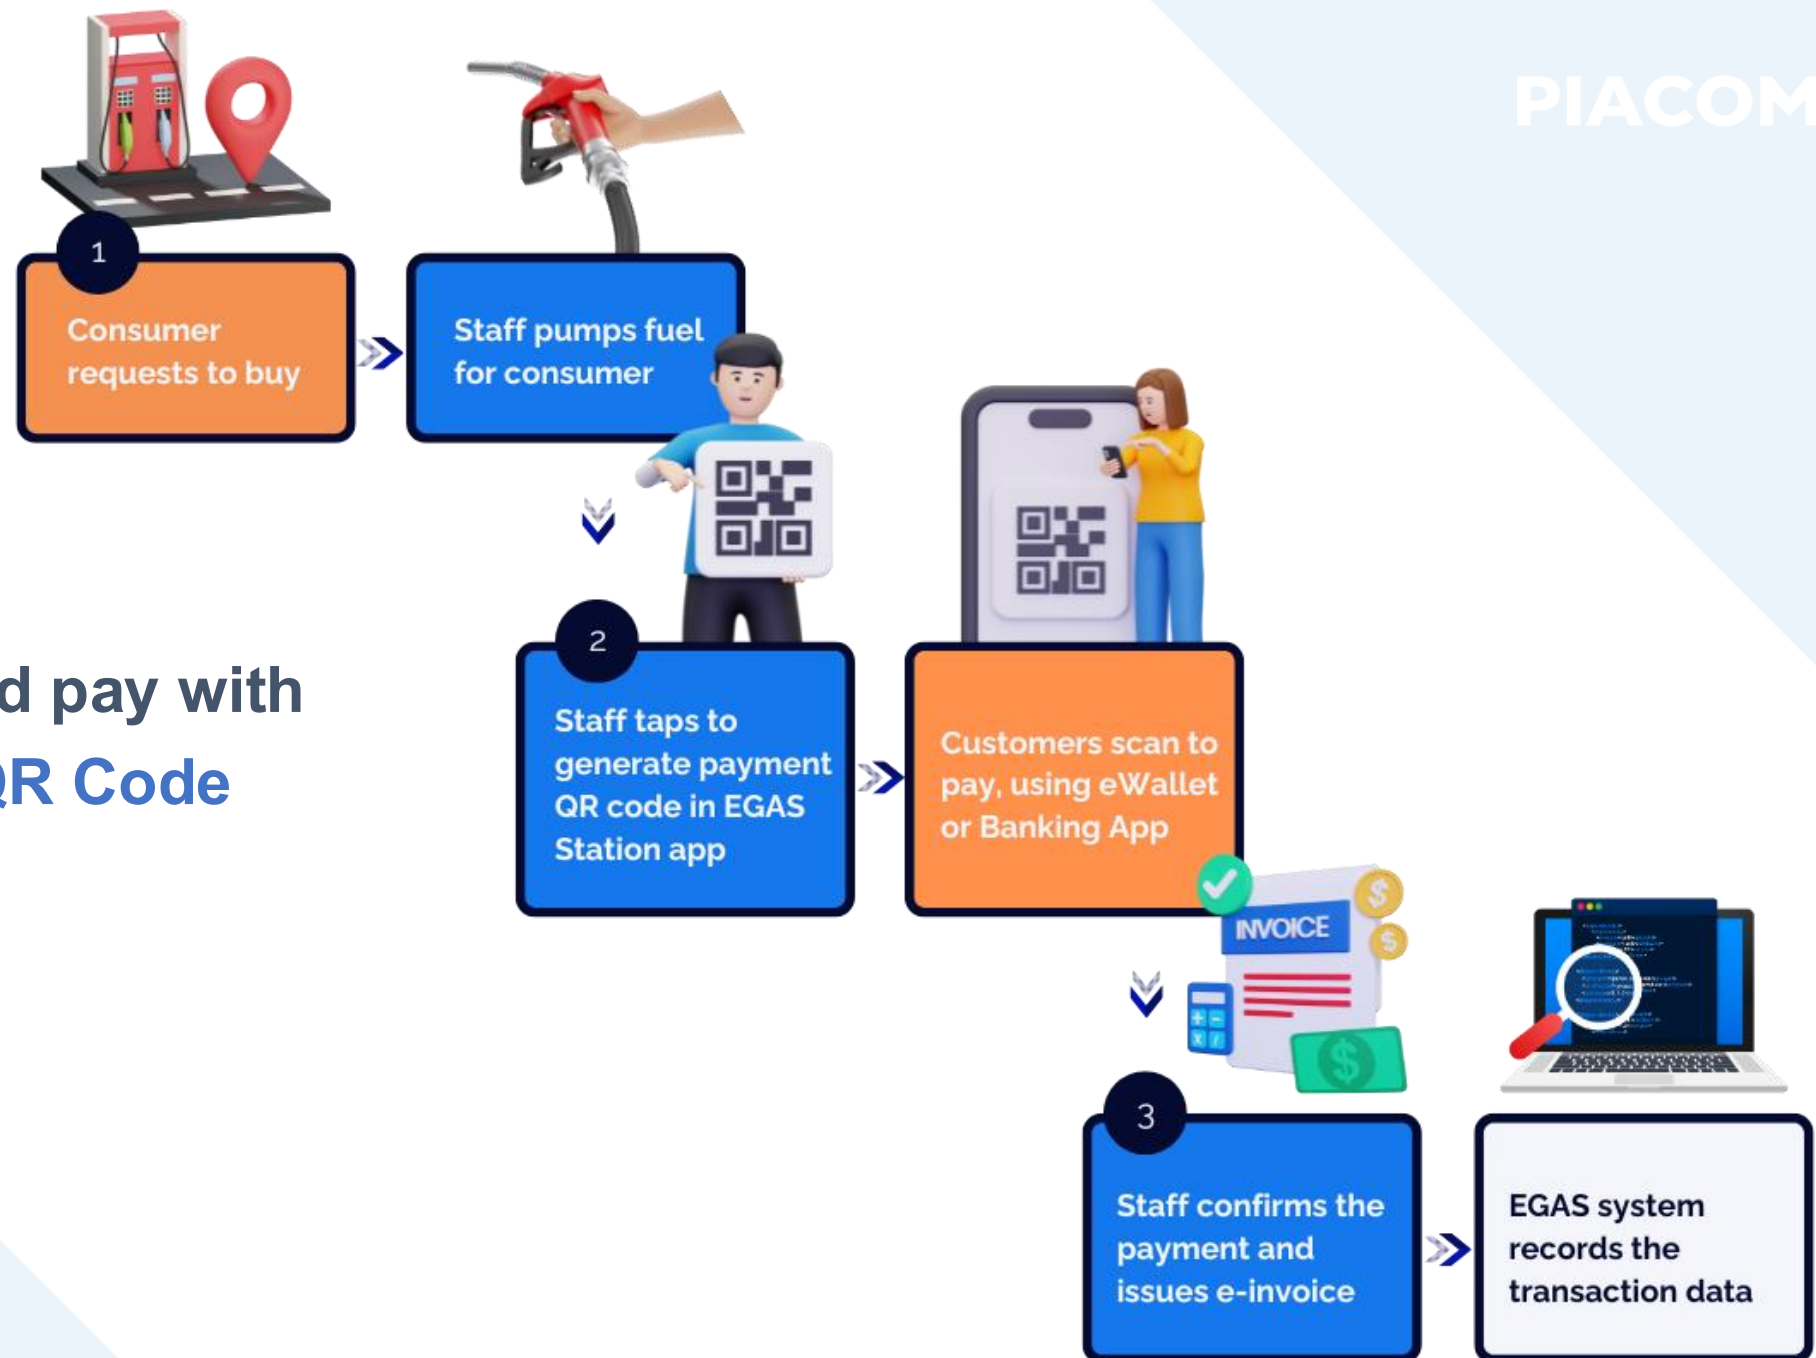 PIACOM
1
Consumer
requests to buy
Staff pumps fuel
for consumer
d pay with
QR Code
2
Staff taps to
generate payment
QR code in EGAS
Station app
Customers scan to
pay, using eWallet
or Banking App
INVOICE
3
Staff confirms the
payment and
issues e-invoice
EGAS system
records the
transaction data